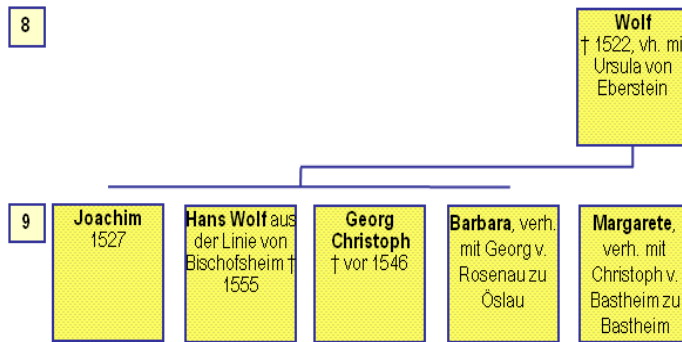 8
Wolf
† 1522, vh. mi
Ursula von
Eberstein
9
Joachim
1527
Hans Wolf aus
der Linie von
Bischofsheim †
1555
Georg
Christoph
† vor 1546
Barbara, verh.
mit Georg v.
Rosenau zu
Öslau
Margarete,
verh. mit
Christoph v.
Bastheim zu
Bastheim